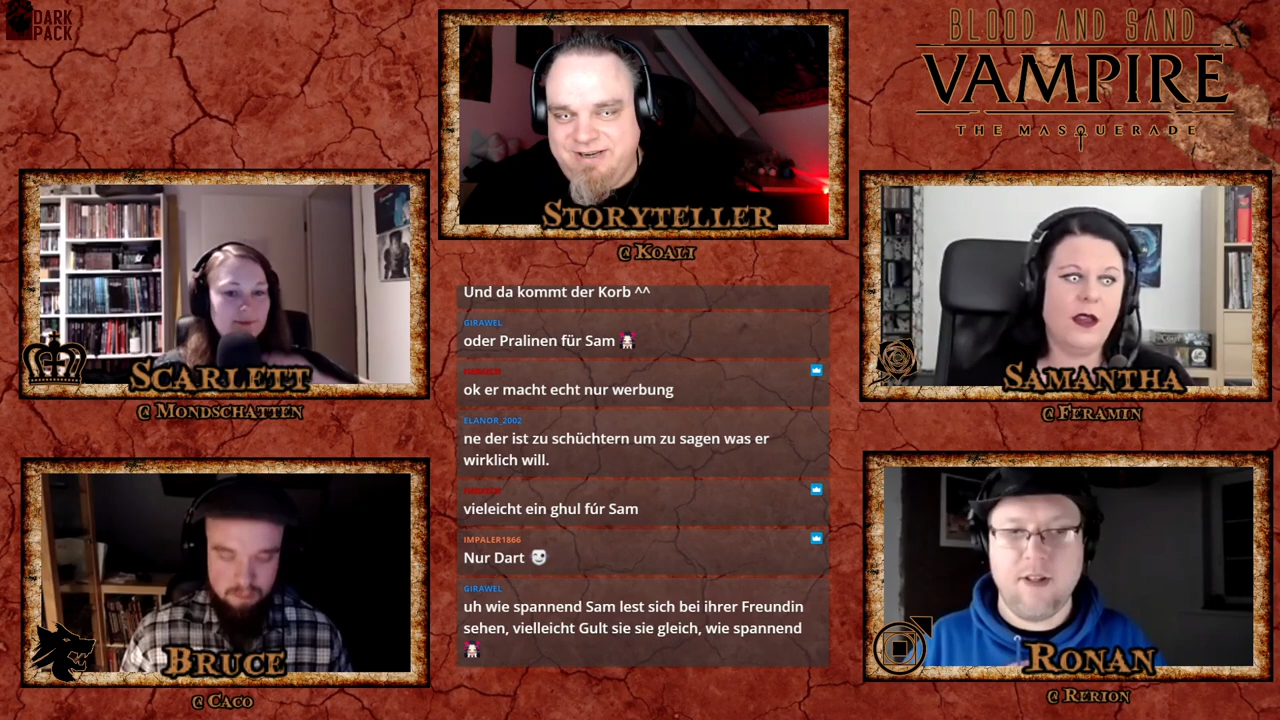 DARK
PACK
BLOOD AND SAND
VAMPIRE
THE MASQUERADE
STORYTELLER
@ KOALI
SCARLETT
@ MONDSCHATTEN
SAMANTHA
@ FERAMIN
Und da kommt der Korb ^^
GIRAWEL
oder Pralinen für Sam
ok er macht echt nur werbung
ELANOR_2002
ne der ist zu schüchtern um zu sagen was er
wirklich will.
vieleicht ein ghul fúr Sam
IMPALER1866
Nur Dart
GIRAWEL
uh wie spannend Sam lest sich bei ihrer Freundin
sehen, vielleicht Gult sie sie gleich, wie spannend
BRUCE
@ CACO
RONAN
@ RERION